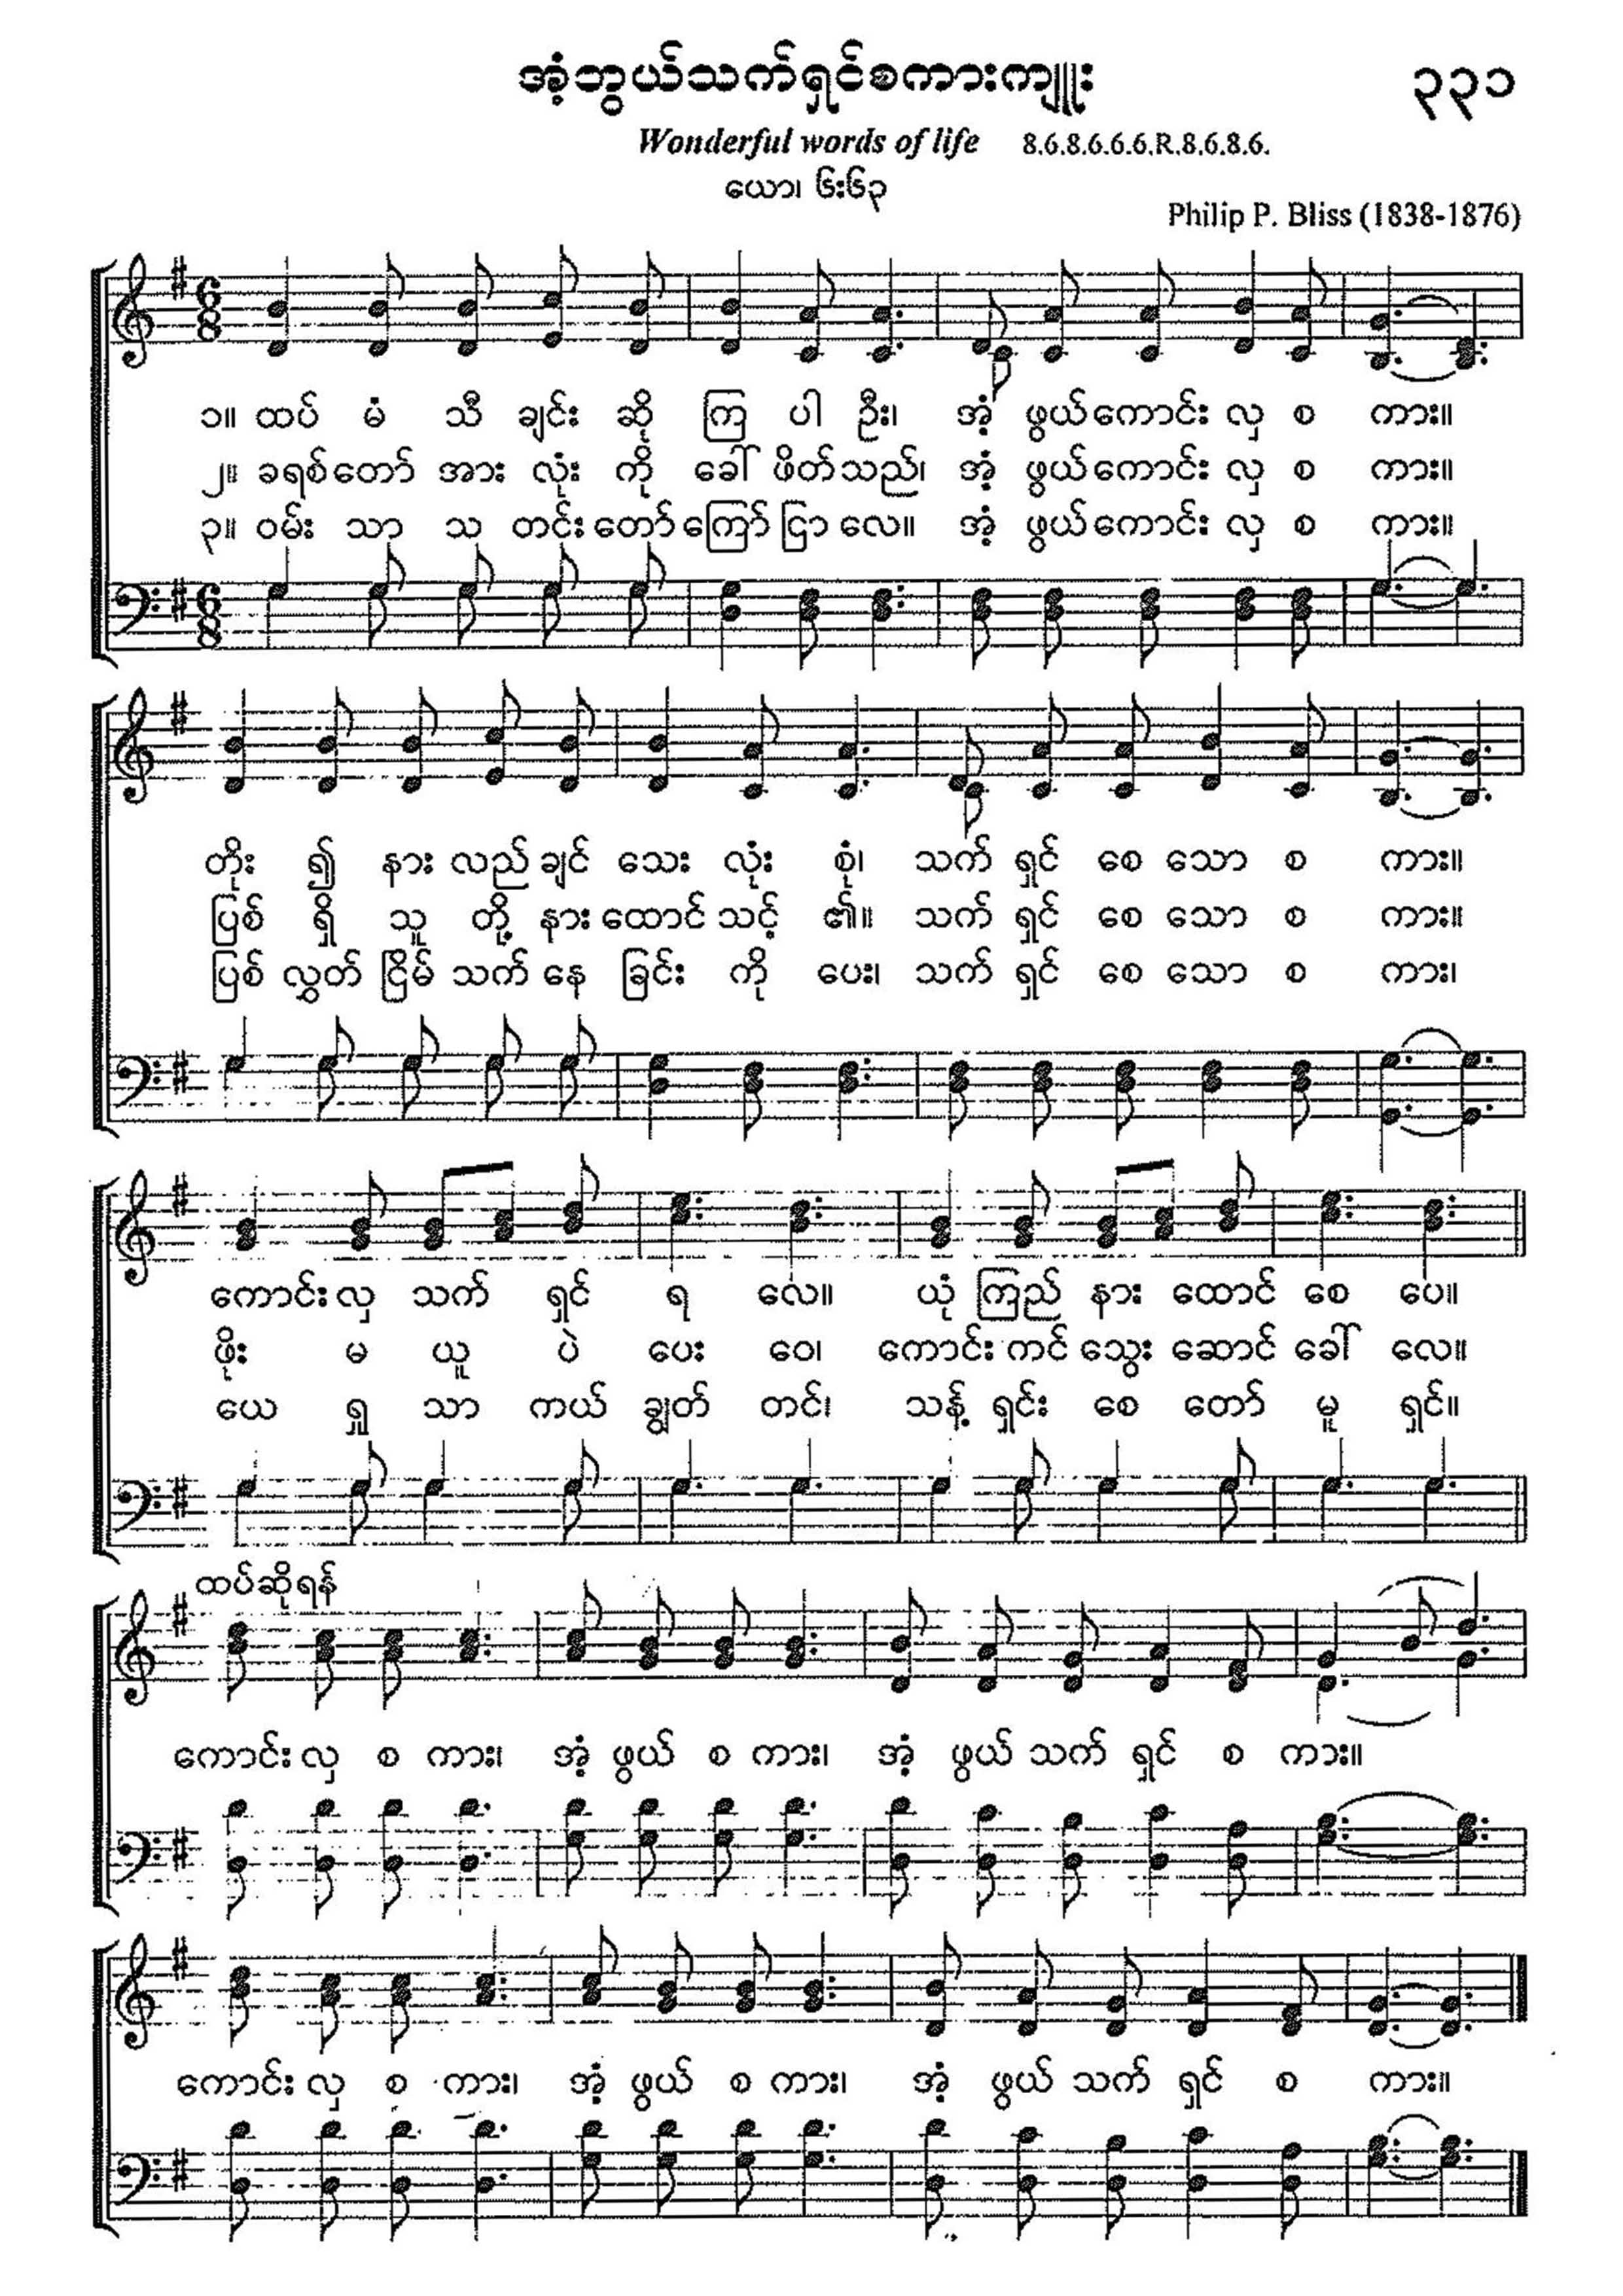 အံ့ဘွယ်သက်ရှင်စကားကျူး ၃၃၁
Wonderful words of life 8.6.8.6.6.6.R.8.6.8.6.
ယော၊ ၆း၆၃
Philip P. Bliss (1838-1876)
၁။ ထပ် မံ သီ ချင်း ဆို ကြ ပါ ဦး၊ အံ့ ဖွယ် ကောင်း လှ စ ကား။
၂။ ခရစ် တော် အား လုံး ကို ခေါ် ဖိတ် သည်၊ အံ့ ဖွယ် ကောင်း လှ စ ကား။
၃။ ဝမ်း သာ သ တင်း တော် ကြော် ငြာ လေ။ အံ့ ဖွယ် ကောင်း လှ စ ကား။
တိုး ၍ နား လည် ချင် သေး လုံး စုံ၊ သက် ရှင် စေ သော စ ကား။
ပြစ် ရှိ သူ တို့ နား ထောင် သင့် ၏။ သက် ရှင် စေ သော စ ကား။
ပြစ် လွှတ် ငြိမ် သက် နေ ခြင်း ကို ပေး၊ သက် ရှင် စေ သော စ ကား၊
ကောင်း လှ သက် ရှင် ရ လေ။ ယုံ ကြည် နား ထောင် စေ ပေ။
ဖိုး မ ယူ ပဲ ပေး ဝေ၊ ကောင်း ကင် သွေး ဆောင် ခေါ် လေ။
ယေ ရှု သာ ကယ် ချွတ် တင်၊ သန့် ရှင်း စေ တော် မူ ရှင်။
ထပ်ဆိုရန်
ကောင်း လှ စ ကား၊ အံ့ ဖွယ် စ ကား၊ အံ့ ဖွယ် သက် ရှင် စ ကား။
ကောင်း လှ စ ကား၊ အံ့ ဖွယ် စ ကား၊ အံ့ ဖွယ် သက် ရှင် စ ကား။